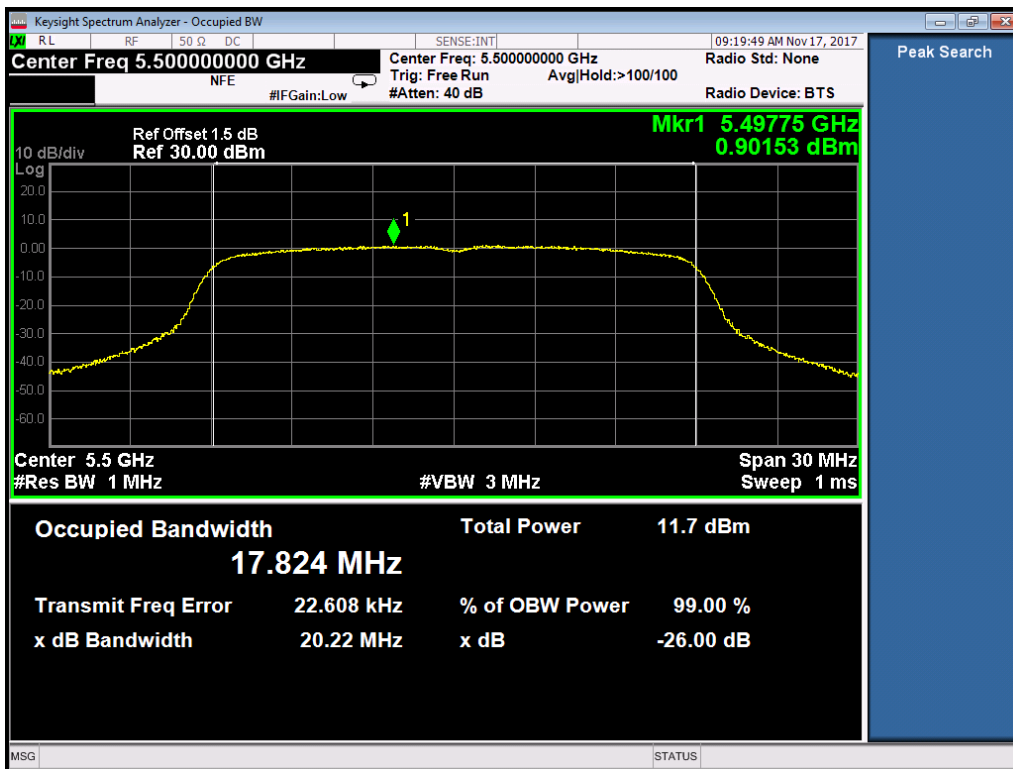 Keysight Spectrum Analyzer - Occupied BW
LXI RL RF 50 Ω DC SENSE:INT 09:19:49 AM Nov 17, 2017
Center Freq 5.500000000 GHz
NFE
#IFGain:Low
Center Freq: 5.500000000 GHz
Trig: Free Run Avg|Hold:>100/100
#Atten: 40 dB
Radio Std: None
Radio Device: BTS
Peak Search
Mkr1 5.49775 GHz
0.90153 dBm
Ref Offset 1.5 dB
10 dB/div Ref 30.00 dBm
Log
20.0
10.0
0.00
-10.0
-20.0
-30.0
-40.0
-50.0
-60.0
1
Center 5.5 GHz Span 30 MHz
#Res BW 1 MHz #VBW 3 MHz Sweep 1 ms
Occupied Bandwidth Total Power 11.7 dBm
17.824 MHz
Transmit Freq Error 22.608 kHz % of OBW Power 99.00 %
x dB Bandwidth 20.22 MHz x dB -26.00 dB
MSG STATUS